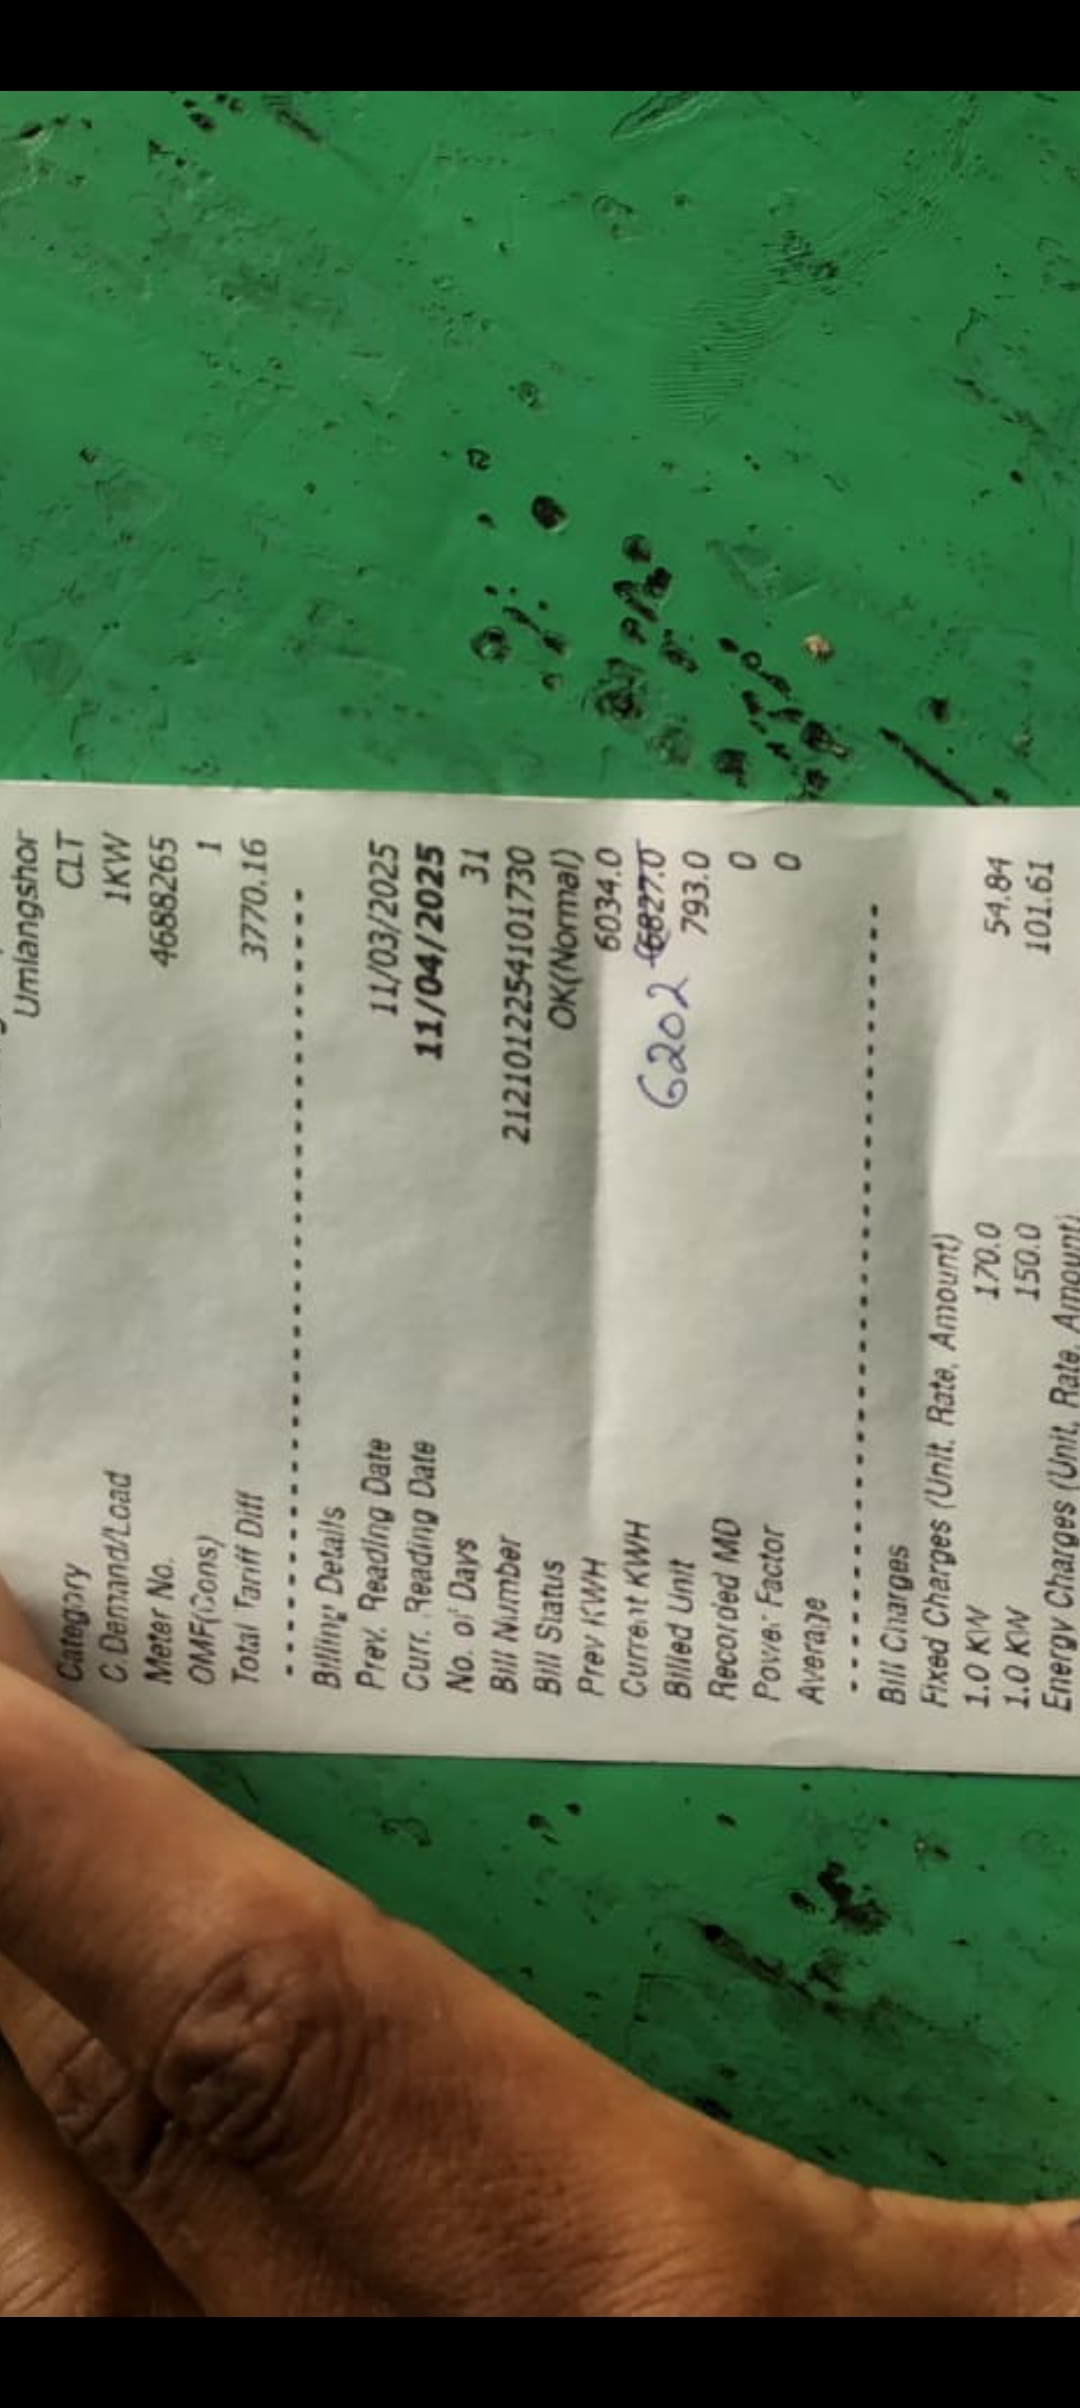 Umlangshor
Category CLT
C Demand/Load 1KW
Meter No. 4688265
OMF(Cons) 1
Total Tariff Diff 3770.16
Billing Details
Prev. Reading Date 11/03/2025
Curr. Reading Date 11/04/2025
No. of Days 31
Bill Number 2121012254101730
Bill Status OK(Normal)
Prev KWH 6034.0
Current KWH 6202 6827.0
Billed Unit 793.0
Recorded MD 0
Power Factor 0
Average
Bill Charges
Fixed Charges (Unit, Rate, Amount)
1.0 KW 170.0 54.84
1.0 KW 150.0 101.61
Energy Charges (Unit, Rate, Amount)